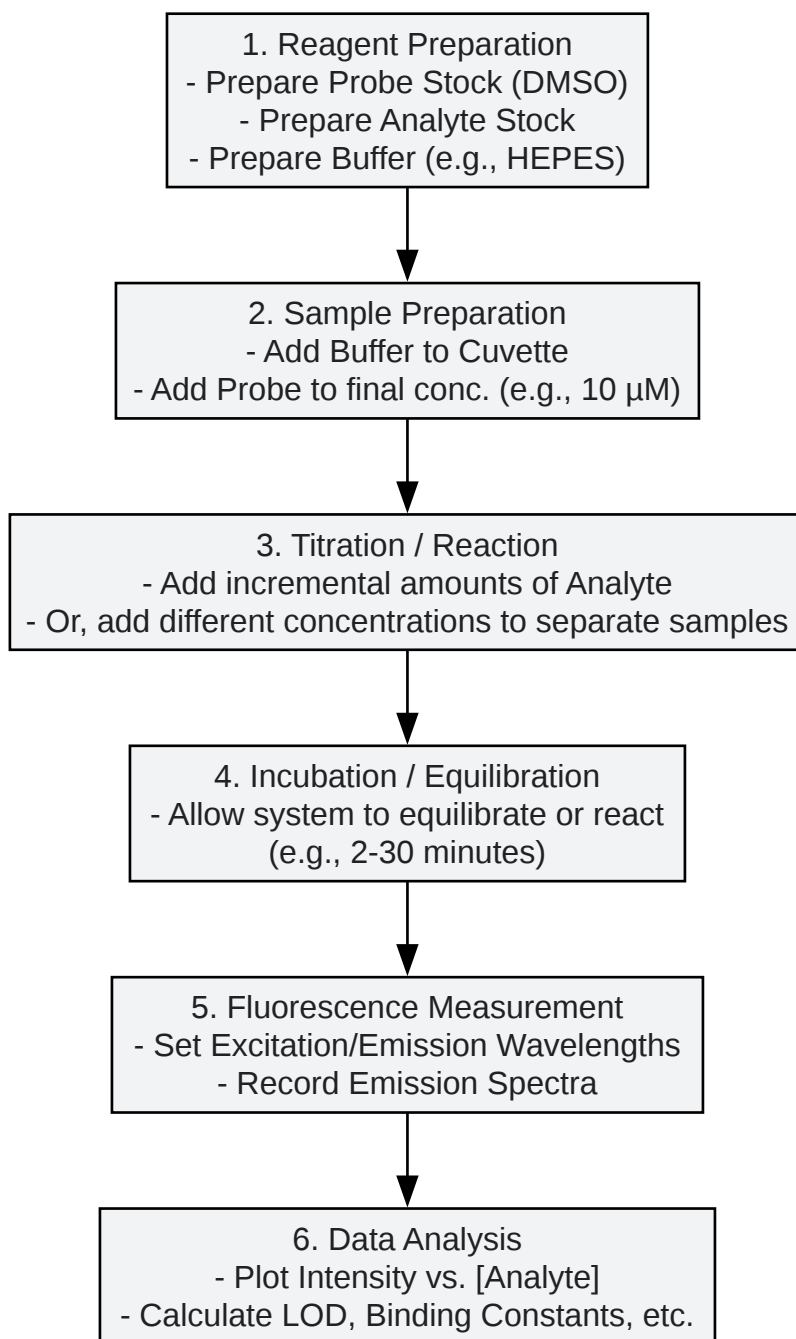 1. Reagent Preparation
- Prepare Probe Stock (DMSO)
- Prepare Analyte Stock
- Prepare Buffer (e.g., HEPES)
2. Sample Preparation
- Add Buffer to Cuvette
- Add Probe to final conc. (e.g., 10 µM)
3. Titration / Reaction
- Add incremental amounts of Analyte
- Or, add different concentrations to separate samples
4. Incubation / Equilibration
- Allow system to equilibrate or react
(e.g., 2-30 minutes)
5. Fluorescence Measurement
- Set Excitation/Emission Wavelengths
- Record Emission Spectra
6. Data Analysis
- Plot Intensity vs. [Analyte]
- Calculate LOD, Binding Constants, etc.